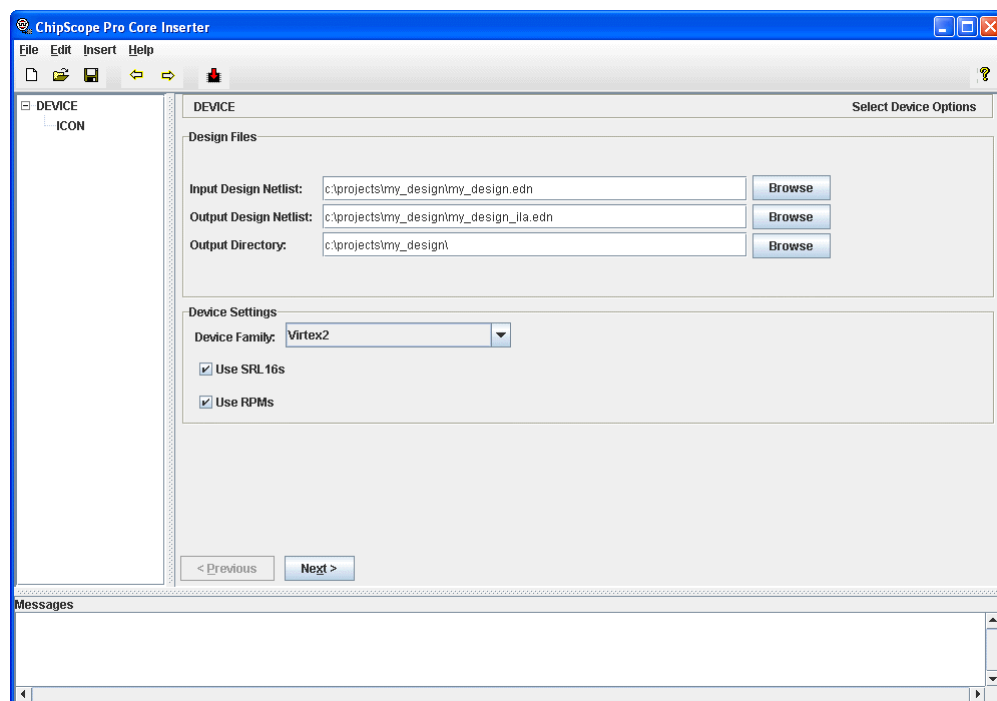 ChipScope Pro Core Inserter
File Edit Insert Help
DEVICE
ICON
DEVICE Select Device Options
Design Files
Input Design Netlist: c:\projects\my_design\my_design.edn Browse
Output Design Netlist: c:\projects\my_design\my_design_ila.edn Browse
Output Directory: c:\projects\my_design\ Browse
Device Settings
Device Family: Virtex2
Use SRL16s
Use RPMs
< Previous Next >
Messages